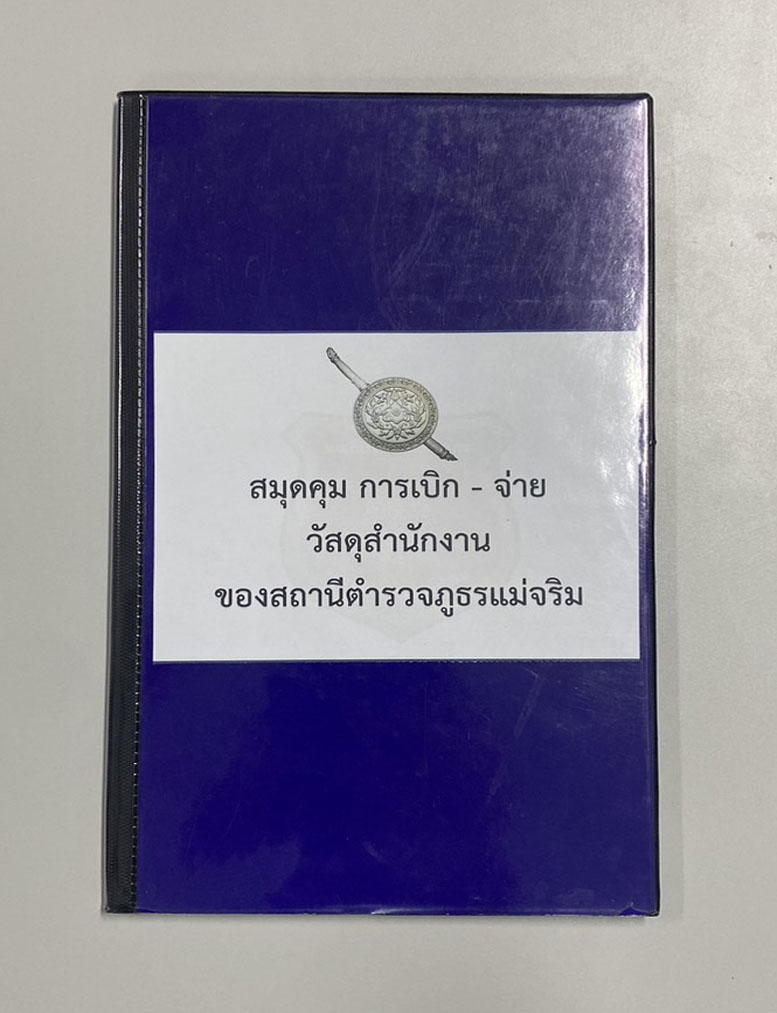 สมุดคุม การเบิก - จ่าย
วัสดุสำนักงาน
ของสถานีตำรวจภูธรแม่จริม